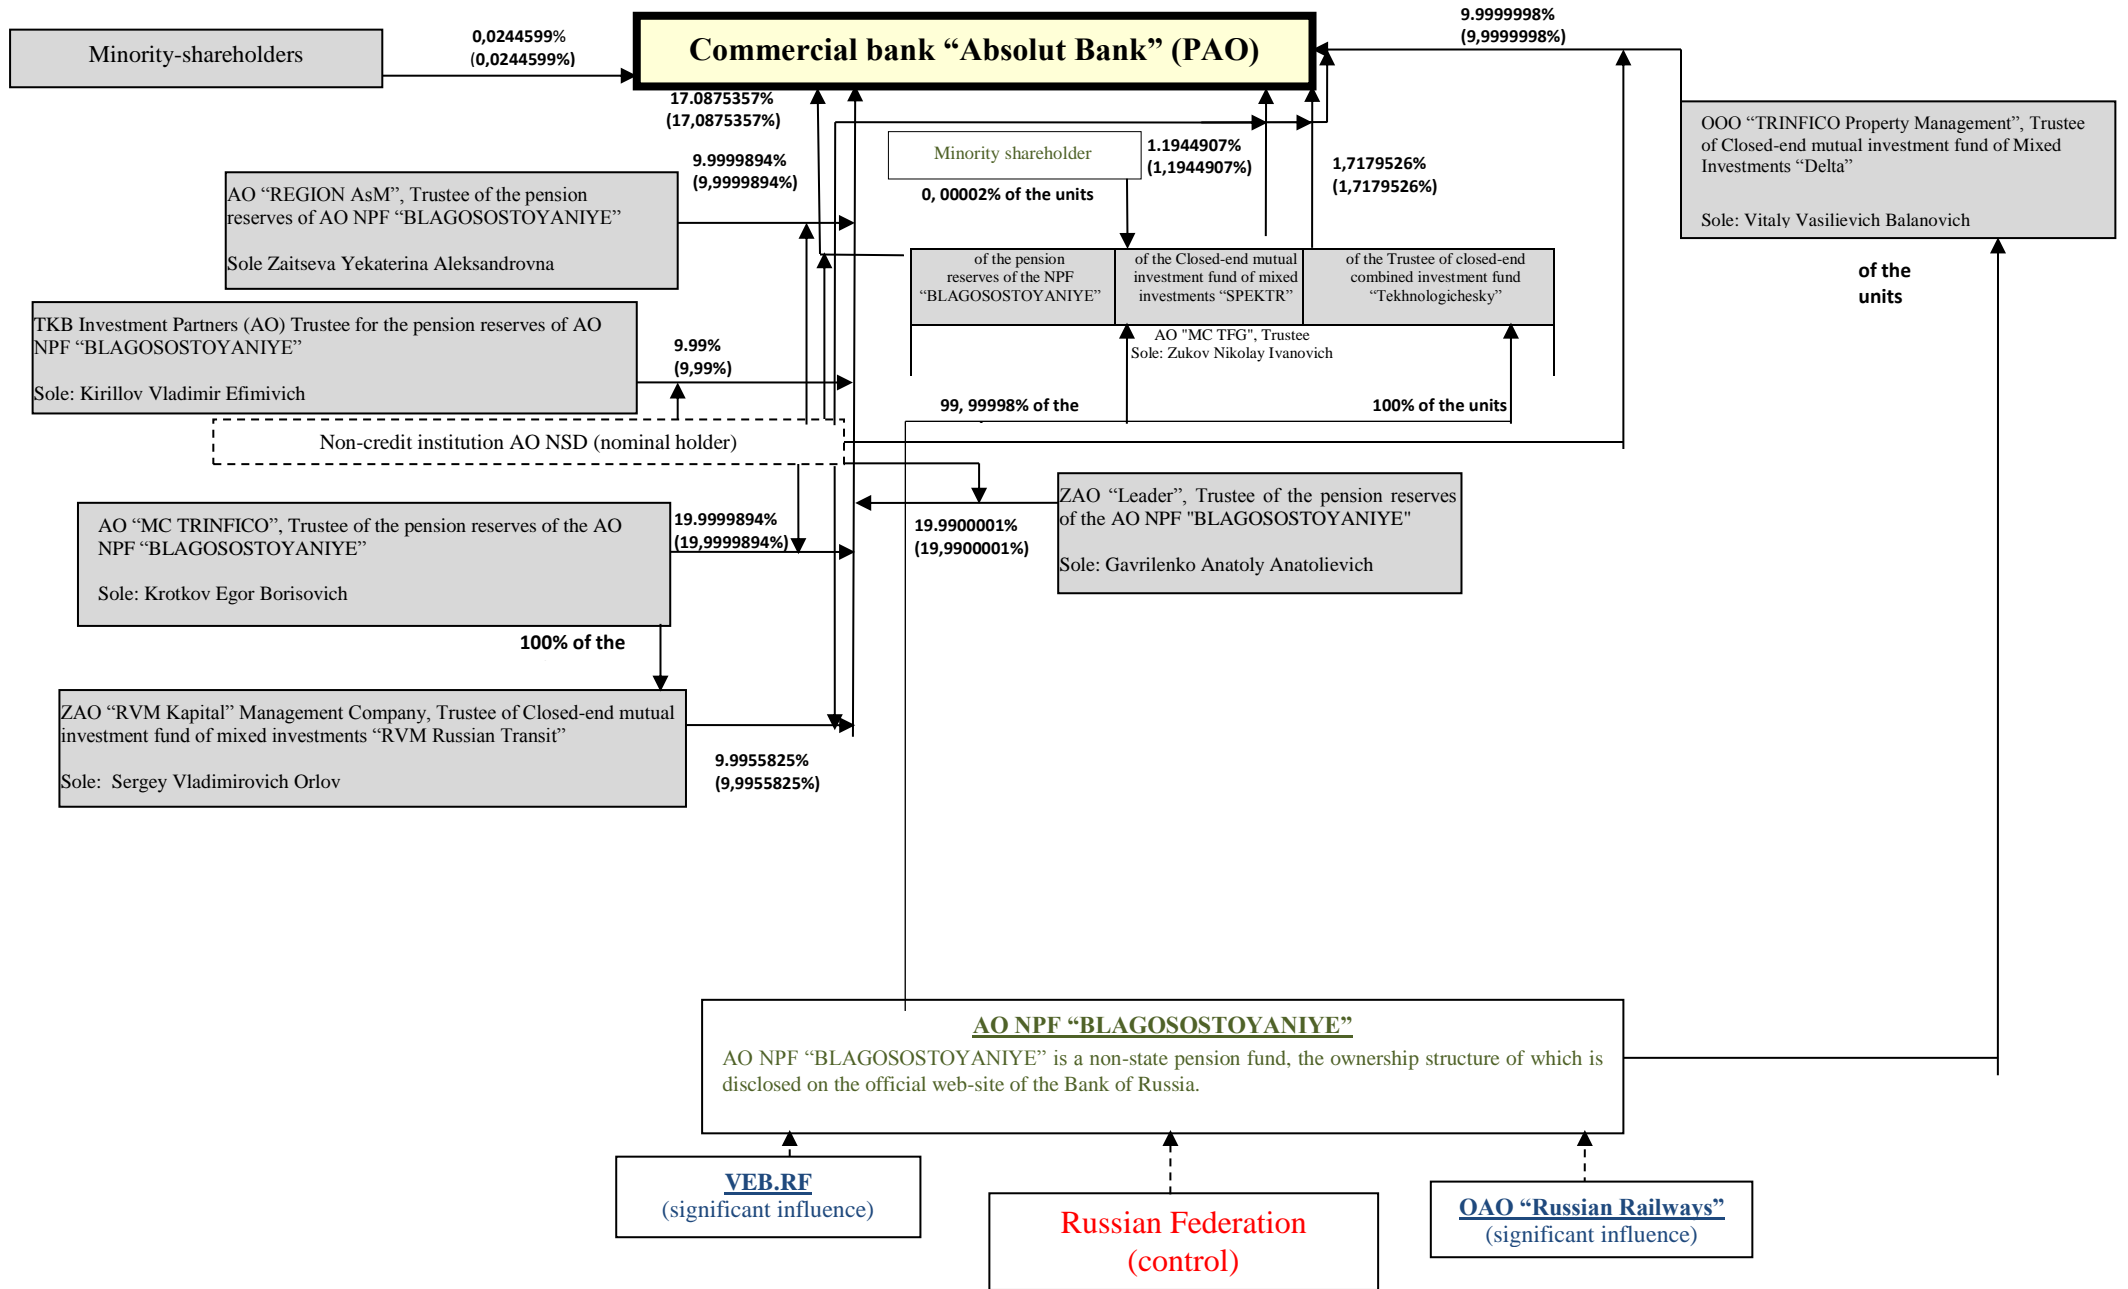 9.9999998%
(9,9999998%)
0,0244599%
(0,0244599%)
Minority-shareholders
Commercial bank “Absolut Bank” (PAO)
17.0875357%
(17,0875357%)
9.9999894%
(9,9999894%)
Minority shareholder
1.1944907%
(1,1944907%)
0, 00002% of the units
1,7179526%
(1,7179526%)
OOO “TRINFICO Property Management”, Trustee
of Closed-end mutual investment fund of Mixed
Investments “Delta”
Sole: Vitaly Vasilievich Balanovich
of the
units
AO “REGION AsM”, Trustee of the pension
reserves of AO NPF “BLAGOSOSTOYANIYE”
Sole Zaitseva Yekaterina Aleksandrovna
of the pension
reserves of the NPF
“BLAGOSOSTOYANIYE”
of the Closed-end mutual
investment fund of mixed
investments “SPEKTR”
of the Trustee of closed-end
combined investment fund
“Tekhnologichesky”
AO "MC TFG", Trustee
Sole: Zukov Nikolay Ivanovich
TKB Investment Partners (AO) Trustee for the pension reserves of AO
NPF “BLAGOSOSTOYANIYE”
Sole: Kirillov Vladimir Efimivich
9.99%
(9,99%)
99, 99998% of the
100% of the units
Non-credit institution AO NSD (nominal holder)
AO “MC TRINFICO”, Trustee of the pension reserves of the AO
NPF “BLAGOSOSTOYANIYE”
Sole: Krotkov Egor Borisovich
19.9999894%
(19,9999894%)
19.9900001%
(19,9900001%)
ZAO “Leader”, Trustee of the pension reserves
of the AO NPF "BLAGOSOSTOYANIYE"
Sole: Gavrilenko Anatoly Anatolievich
100% of the
ZAO “RVM Kapital” Management Company, Trustee of Closed-end mutual
investment fund of mixed investments “RVM Russian Transit”
Sole: Sergey Vladimirovich Orlov
9.9955825%
(9,9955825%)
AO NPF “BLAGOSOSTOYANIYE”
AO NPF “BLAGOSOSTOYANIYE” is a non-state pension fund, the ownership structure of which is
disclosed on the official web-site of the Bank of Russia.
VEB.RF
(significant influence)
Russian Federation
(control)
OAO “Russian Railways”
(significant influence)